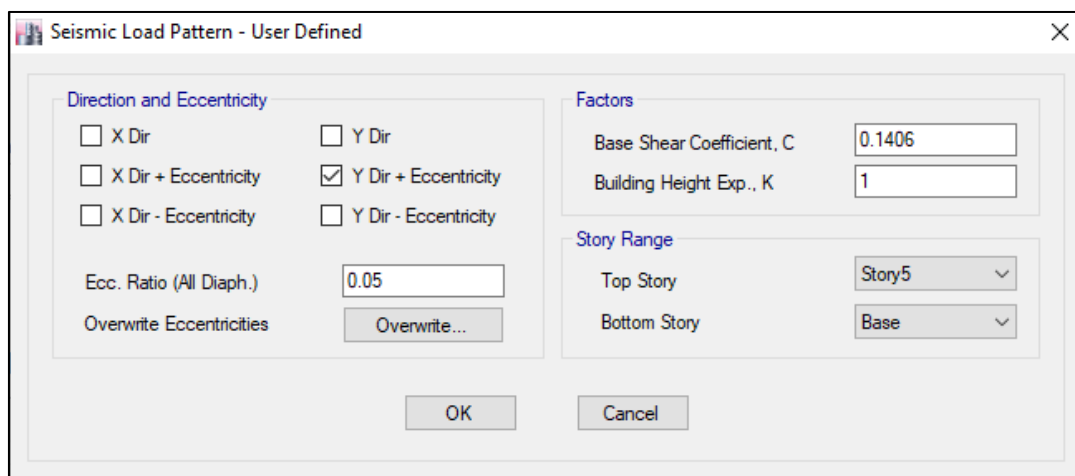 Seismic Load Pattern - User Defined
Direction and Eccentricity
X Dir
Y Dir
X Dir + Eccentricity
Y Dir + Eccentricity
X Dir - Eccentricity
Y Dir - Eccentricity
Ecc. Ratio (All Diaph.)
0.05
Overwrite Eccentricities
Overwrite...
Factors
Base Shear Coefficient, C
0.1406
Building Height Exp., K
1
Story Range
Top Story
Story5
Bottom Story
Base
OK
Cancel